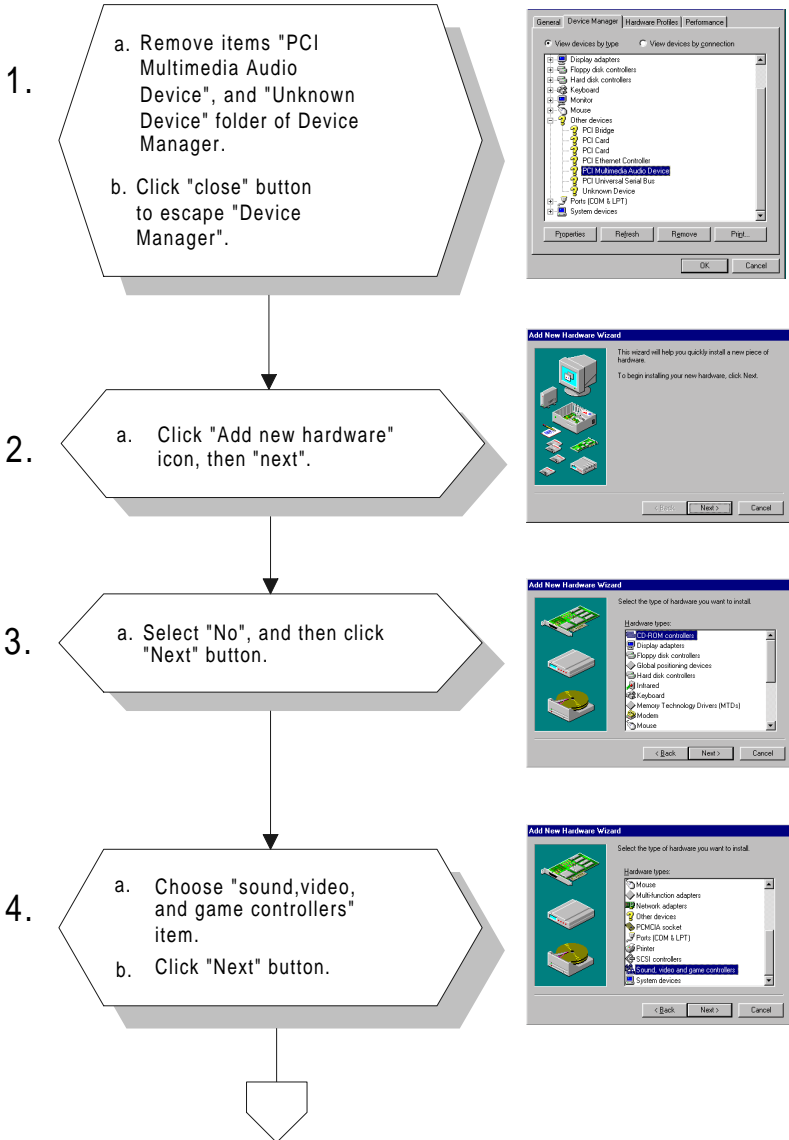 1.
a. Remove items "PCI
Multimedia Audio
Device", and "Unknown
Device" folder of Device
Manager.
b. Click "close" button
to escape "Device
Manager".
General Device Manager Hardware Profiles Performance
View devices by type View devices by connection
Display adapters
Floppy disk controllers
Hard disk controllers
Keyboard
Monitor
Mouse
Other devices
PCI Bridge
PCI Card
PCI Card
PCI Ethernet Controller
PCI Multimedia Audio Device
PCI Universal Serial Bus
Unknown Device
Ports (COM & LPT)
System devices
Properties Refresh Remove Print...
OK Cancel
2.
a. Click "Add new hardware"
icon, then "next".
Add New Hardware Wizard
This wizard will help you quickly install a new piece of
hardware.
To begin installing your new hardware, click Next.
< Back Next > Cancel
3.
a. Select "No", and then click
"Next" button.
Add New Hardware Wizard
Select the type of hardware you want to install.
Hardware types:
CD-ROM controllers
Display adapters
Floppy disk controllers
Global positioning devices
Hard disk controllers
Infrared
Keyboard
Memory Technology Drivers (MTDs)
Modem
Mouse
< Back Next > Cancel
4.
a. Choose "sound,video,
and game controllers"
item.
b. Click "Next" button.
Add New Hardware Wizard
Select the type of hardware you want to install.
Hardware types:
Mouse
Multi-function adapters
Network adapters
Other devices
PCMCIA socket
Ports (COM & LPT)
Printer
SCSI controllers
Sound, video and game controllers
System devices
< Back Next > Cancel